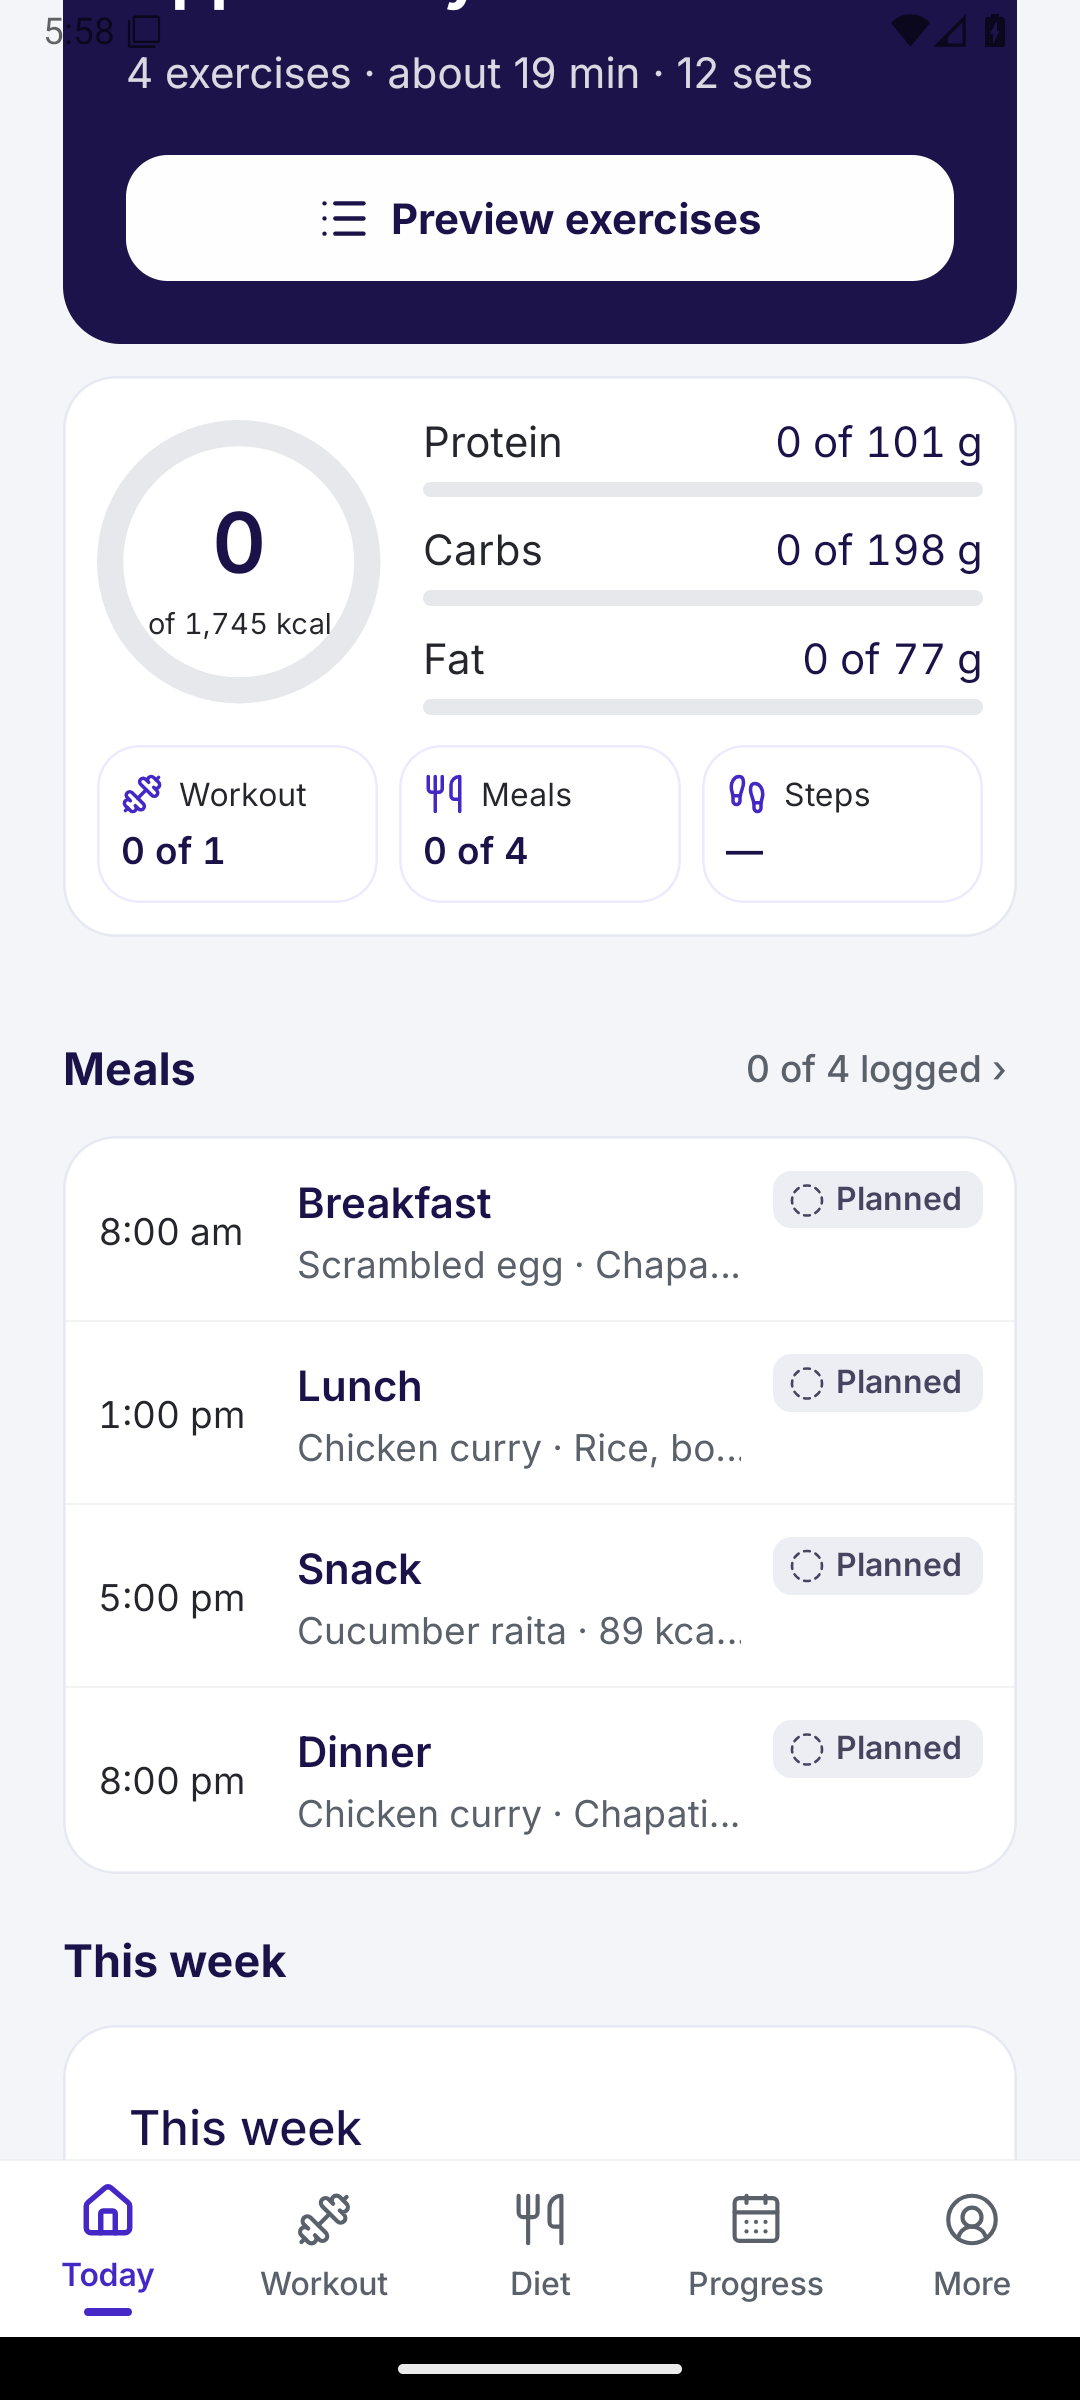 5:58
4 exercises · about 19 min · 12 sets
Preview exercises
0
of 1,745 kcal
Protein 0 of 101 g
Carbs 0 of 198 g
Fat 0 of 77 g
Workout
0 of 1
Meals
0 of 4
Steps
—
Meals 0 of 4 logged ›
8:00 am
Breakfast
Planned
Scrambled egg · Chapa...
1:00 pm
Lunch
Planned
Chicken curry · Rice, bo...
5:00 pm
Snack
Planned
Cucumber raita · 89 kca...
8:00 pm
Dinner
Planned
Chicken curry · Chapati...
This week
This week
Today
Workout
Diet
Progress
More